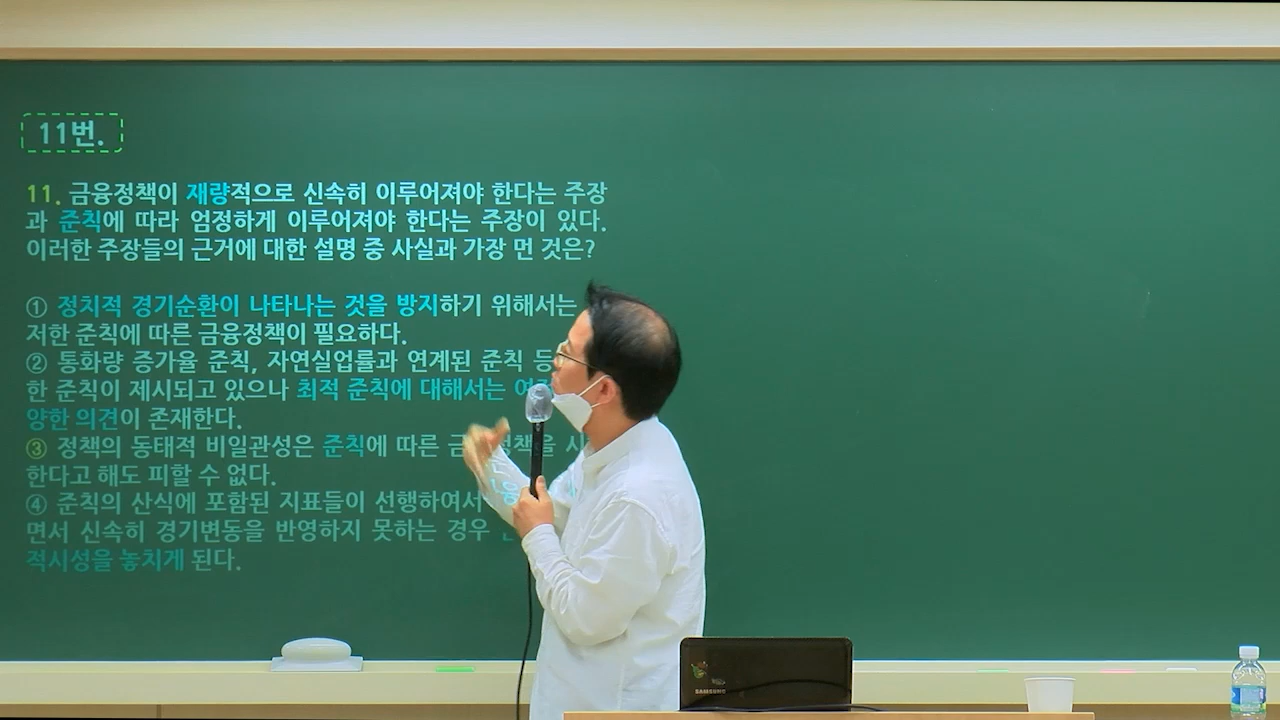 11번.
11. 금융정책이 재량적으로 신속히 이루어져야 한다는 주장
과 준칙에 따라 엄정하게 이루어져야 한다는 주장이 있다.
이러한 주장들의 근거에 대한 설명 중 사실과 가장 먼 것은?
① 정치적 경기순환이 나타나는 것을 방지하기 위해서는
저한 준칙에 따른 금융정책이 필요하다.
② 통화량 증가율 준칙, 자연실업률과 연계된 준칙 등
한 준칙이 제시되고 있으나 최적 준칙에 대해서는
양한 의견이 존재한다.
③ 정책의 동태적 비일관성은 준칙에 따른
한다고 해도 피할 수 없다.
④ 준칙의 산식에 포함된 지표들이 선행하여서
면서 신속히 경기변동을 반영하지 못하는 경우
적시성을 놓치게 된다.
SAMSUNG